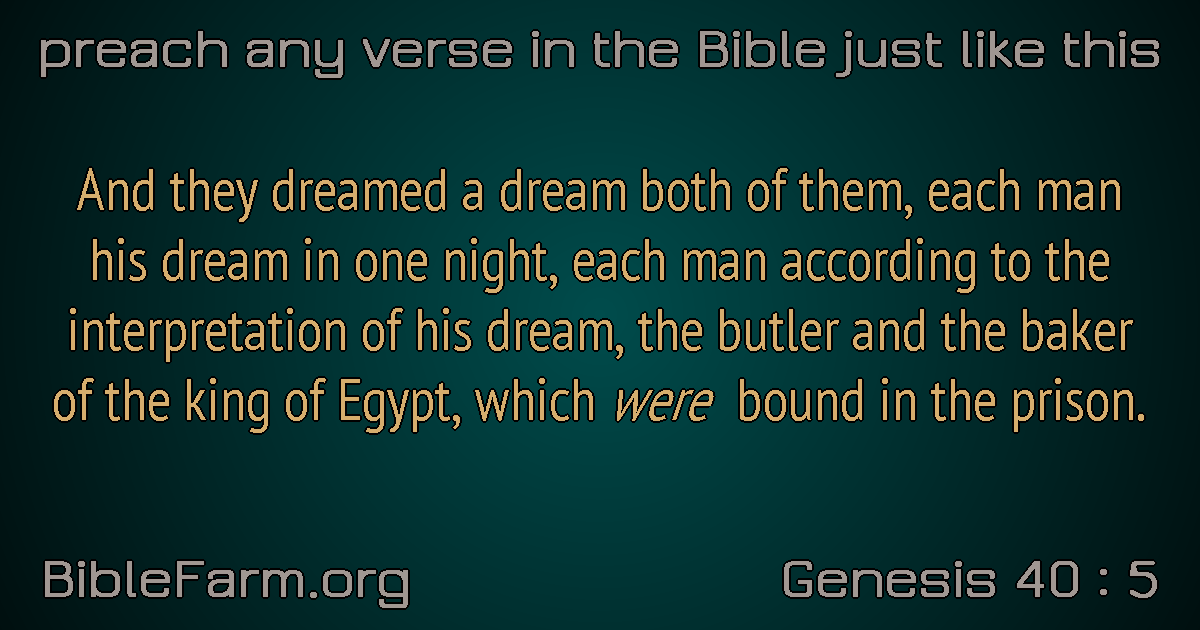 preach any verse in the Bible just like this
And they dreamed a dream both of them, each man
his dream in one night, each man according to the
interpretation of his dream, the butler and the baker
of the king of Egypt, which were bound in the prison.
BibleFarm.org
Genesis 40 : 5